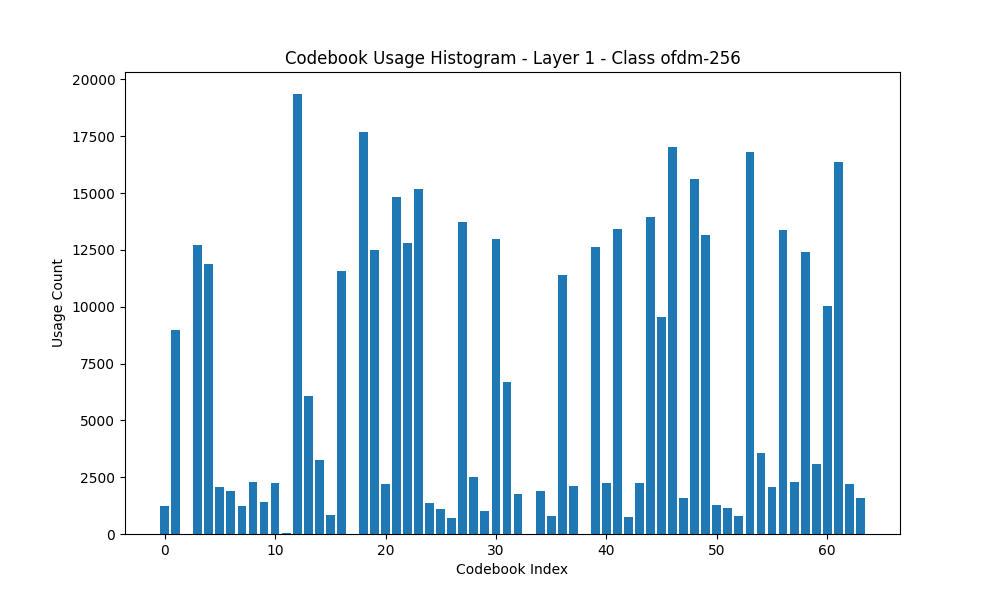 Codebook Usage Histogram - Layer 1 - Class ofdm-256
20000
17500
15000
12500
10000
7500
5000
2500
0
Usage Count
0 10 20 30 40 50 60
Codebook Index